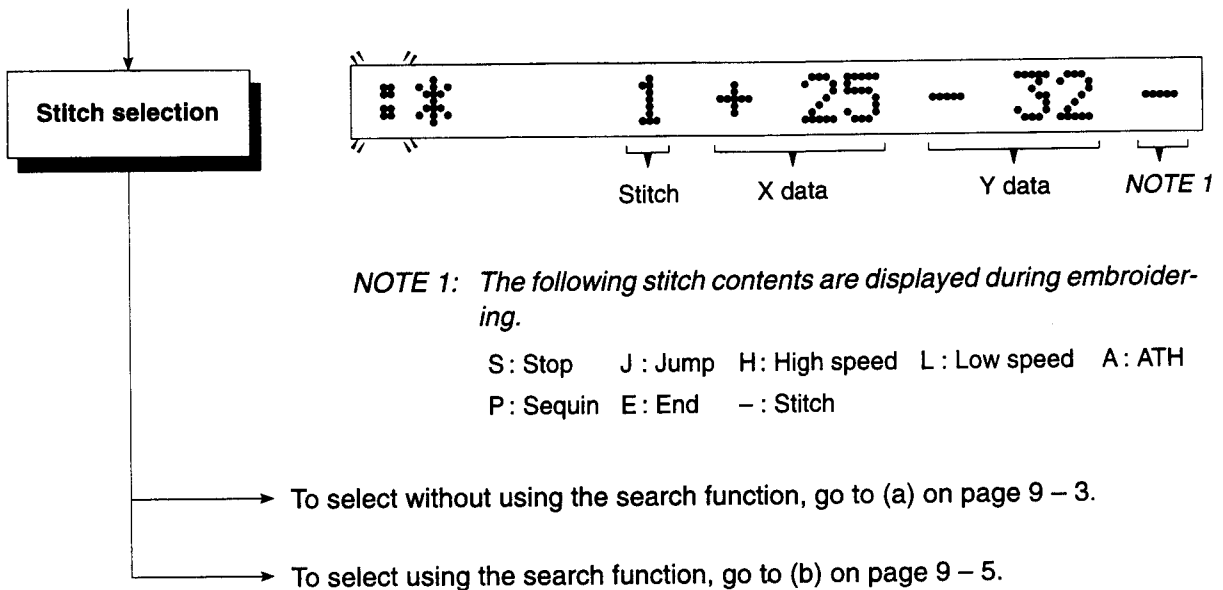 Stitch selection
⠿ * 1 + 25 – 32 –
Stitch X data Y data NOTE 1
NOTE 1: The following stitch contents are displayed during embroider-
ing.
S : Stop J : Jump H : High speed L : Low speed A : ATH
P : Sequin E : End – : Stitch
To select without using the search function, go to (a) on page 9 – 3.
To select using the search function, go to (b) on page 9 – 5.